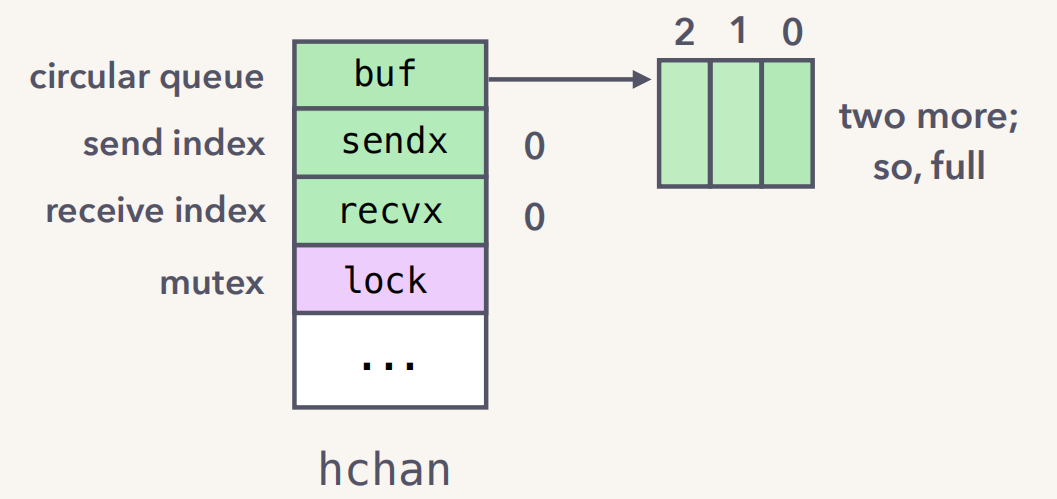 2 1 0
circular queue buf
two more;
so, full
send index sendx 0
receive index recvx 0
mutex lock
...
hchan